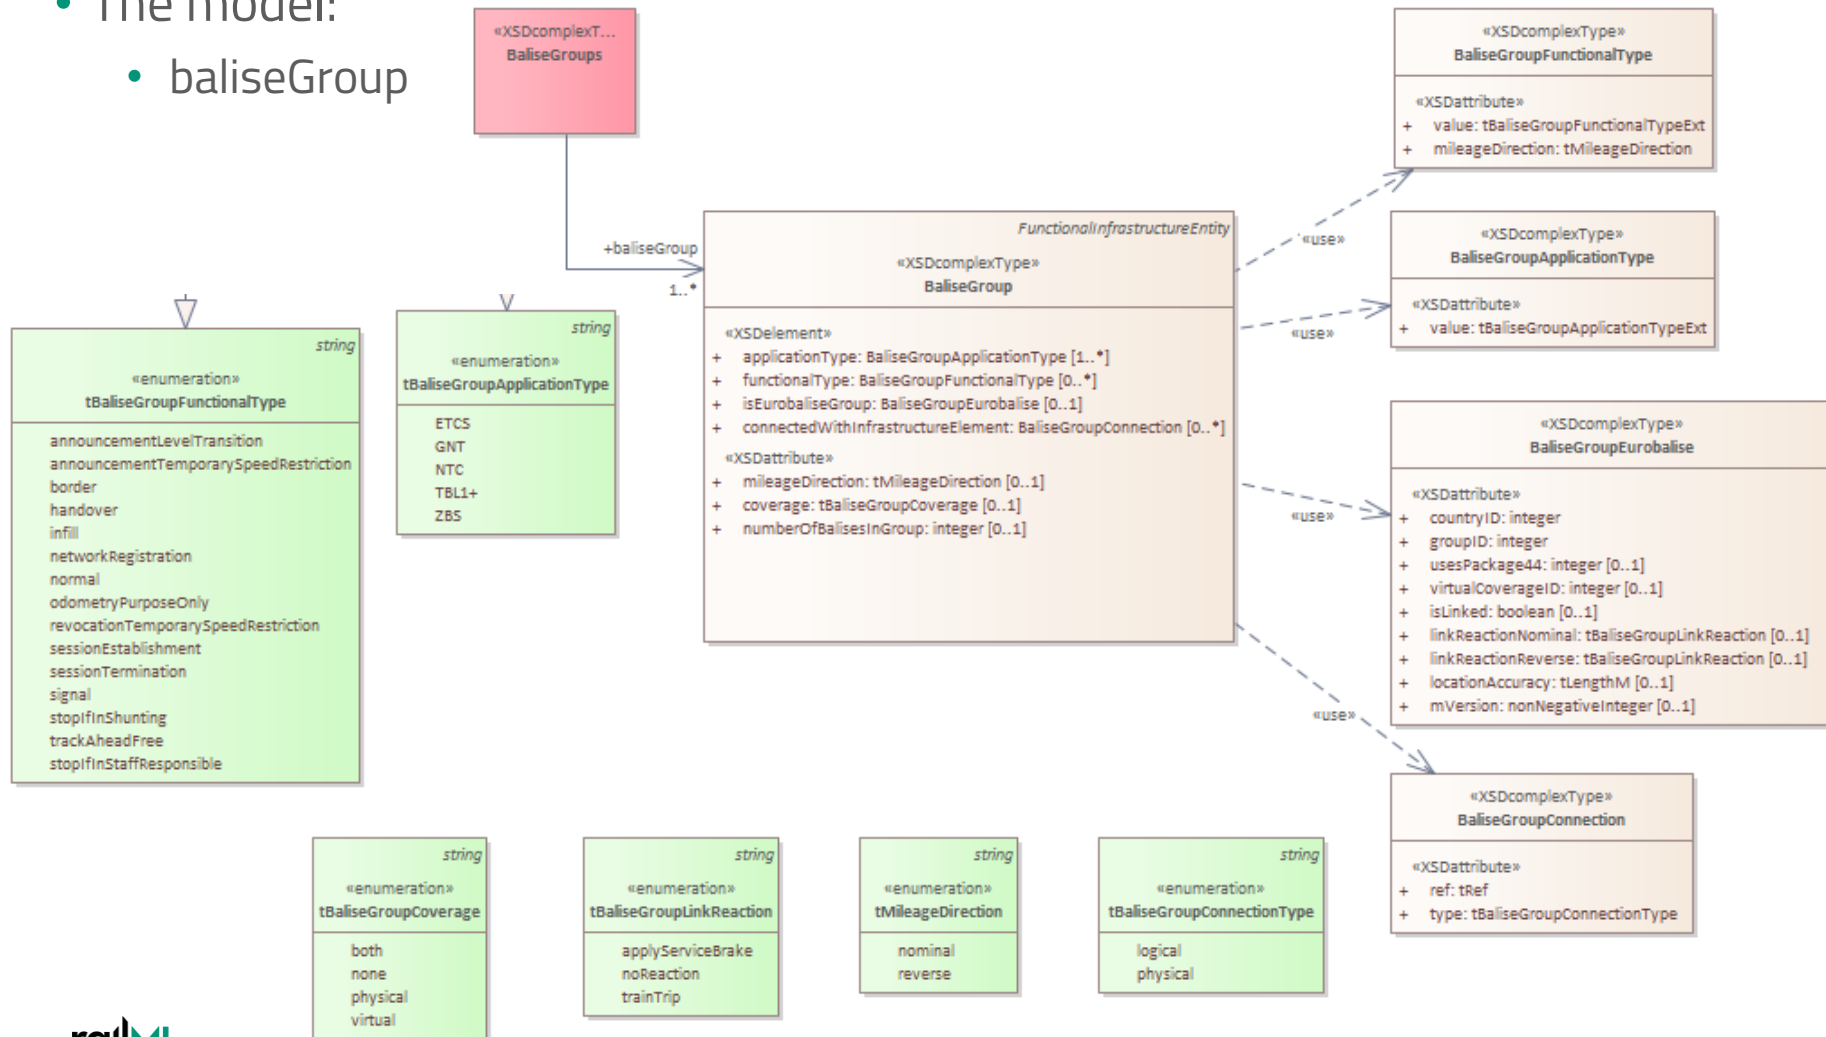 The model:
baliseGroup
«XSDcomplexT...
BaliseGroups
+baliseGroup
1..*
FunctionalInfrastructureEntity
«XSDcomplexType»
BaliseGroup
«XSDelement»
+ applicationType: BaliseGroupApplicationType [1..*]
+ functionalType: BaliseGroupFunctionalType [0..*]
+ isEurobaliseGroup: BaliseGroupEurobalise [0..1]
+ connectedWithInfrastructureElement: BaliseGroupConnection [0..*]
«XSDattribute»
+ mileageDirection: tMileageDirection [0..1]
+ coverage: tBaliseGroupCoverage [0..1]
+ numberOfBalisesInGroup: integer [0..1]
«use»
«use»
«use»
«use»
«XSDcomplexType»
BaliseGroupFunctionalType
«XSDattribute»
+ value: tBaliseGroupFunctionalTypeExt
+ mileageDirection: tMileageDirection
«XSDcomplexType»
BaliseGroupApplicationType
«XSDattribute»
+ value: tBaliseGroupApplicationTypeExt
«XSDcomplexType»
BaliseGroupEurobalise
«XSDattribute»
+ countryID: integer
+ groupID: integer
+ usesPackage44: integer [0..1]
+ virtualCoverageID: integer [0..1]
+ isLinked: boolean [0..1]
+ linkReactionNominal: tBaliseGroupLinkReaction [0..1]
+ linkReactionReverse: tBaliseGroupLinkReaction [0..1]
+ locationAccuracy: tLengthM [0..1]
+ mVersion: nonNegativeInteger [0..1]
«XSDcomplexType»
BaliseGroupConnection
«XSDattribute»
+ ref: tRef
+ type: tBaliseGroupConnectionType
string
«enumeration»
tBaliseGroupFunctionalType
announcementLevelTransition
announcementTemporarySpeedRestriction
border
handover
infill
networkRegistration
normal
odometryPurposeOnly
revocationTemporarySpeedRestriction
sessionEstablishment
sessionTermination
signal
stopIfInShunting
trackAheadFree
stopIfInStaffResponsible
string
«enumeration»
tBaliseGroupApplicationType
ETCS
GNT
NTC
TBL1+
ZBS
string
«enumeration»
tBaliseGroupCoverage
both
none
physical
virtual
string
«enumeration»
tBaliseGroupLinkReaction
applyServiceBrake
noReaction
trainTrip
string
«enumeration»
tMileageDirection
nominal
reverse
string
«enumeration»
tBaliseGroupConnectionType
logical
physical